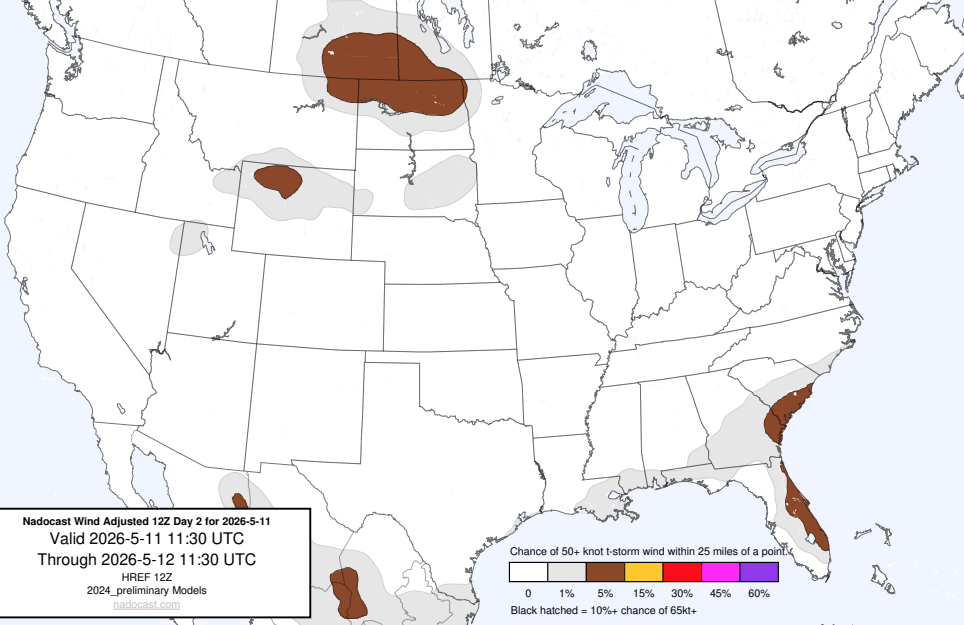 Nadocast Wind Adjusted 12Z Day 2 for 2026-5-11
Valid 2026-5-11 11:30 UTC
Through 2026-5-12 11:30 UTC
HREF 12Z
2024_preliminary Models
nadocast.com
Chance of 50+ knot t-storm wind within 25 miles of a point.
0 1% 5% 15% 30% 45% 60%
Black hatched = 10%+ chance of 65kt+